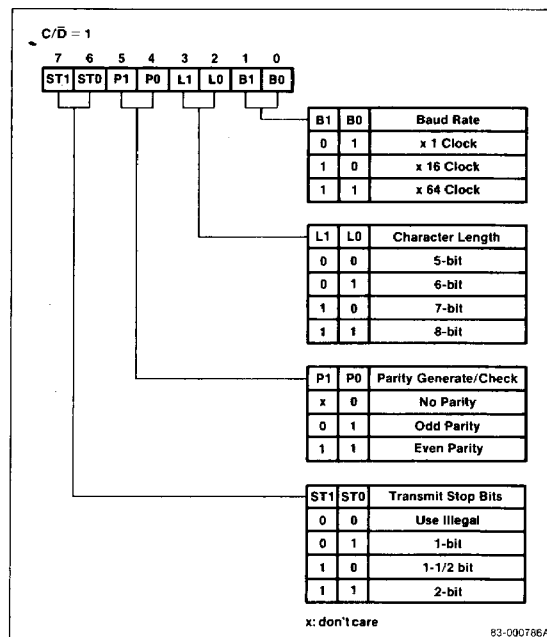 C/D̅ = 1
7 6 5 4 3 2 1 0
ST1 ST0 P1 P0 L1 L0 B1 B0
B1 B0 Baud Rate
0 1 x 1 Clock
1 0 x 16 Clock
1 1 x 64 Clock
L1 L0 Character Length
0 0 5-bit
0 1 6-bit
1 0 7-bit
1 1 8-bit
P1 P0 Parity Generate/Check
x 0 No Parity
0 1 Odd Parity
1 1 Even Parity
ST1 ST0 Transmit Stop Bits
0 0 Use Illegal
0 1 1-bit
1 0 1-1/2 bit
1 1 2-bit
x: don't care
83-000786A